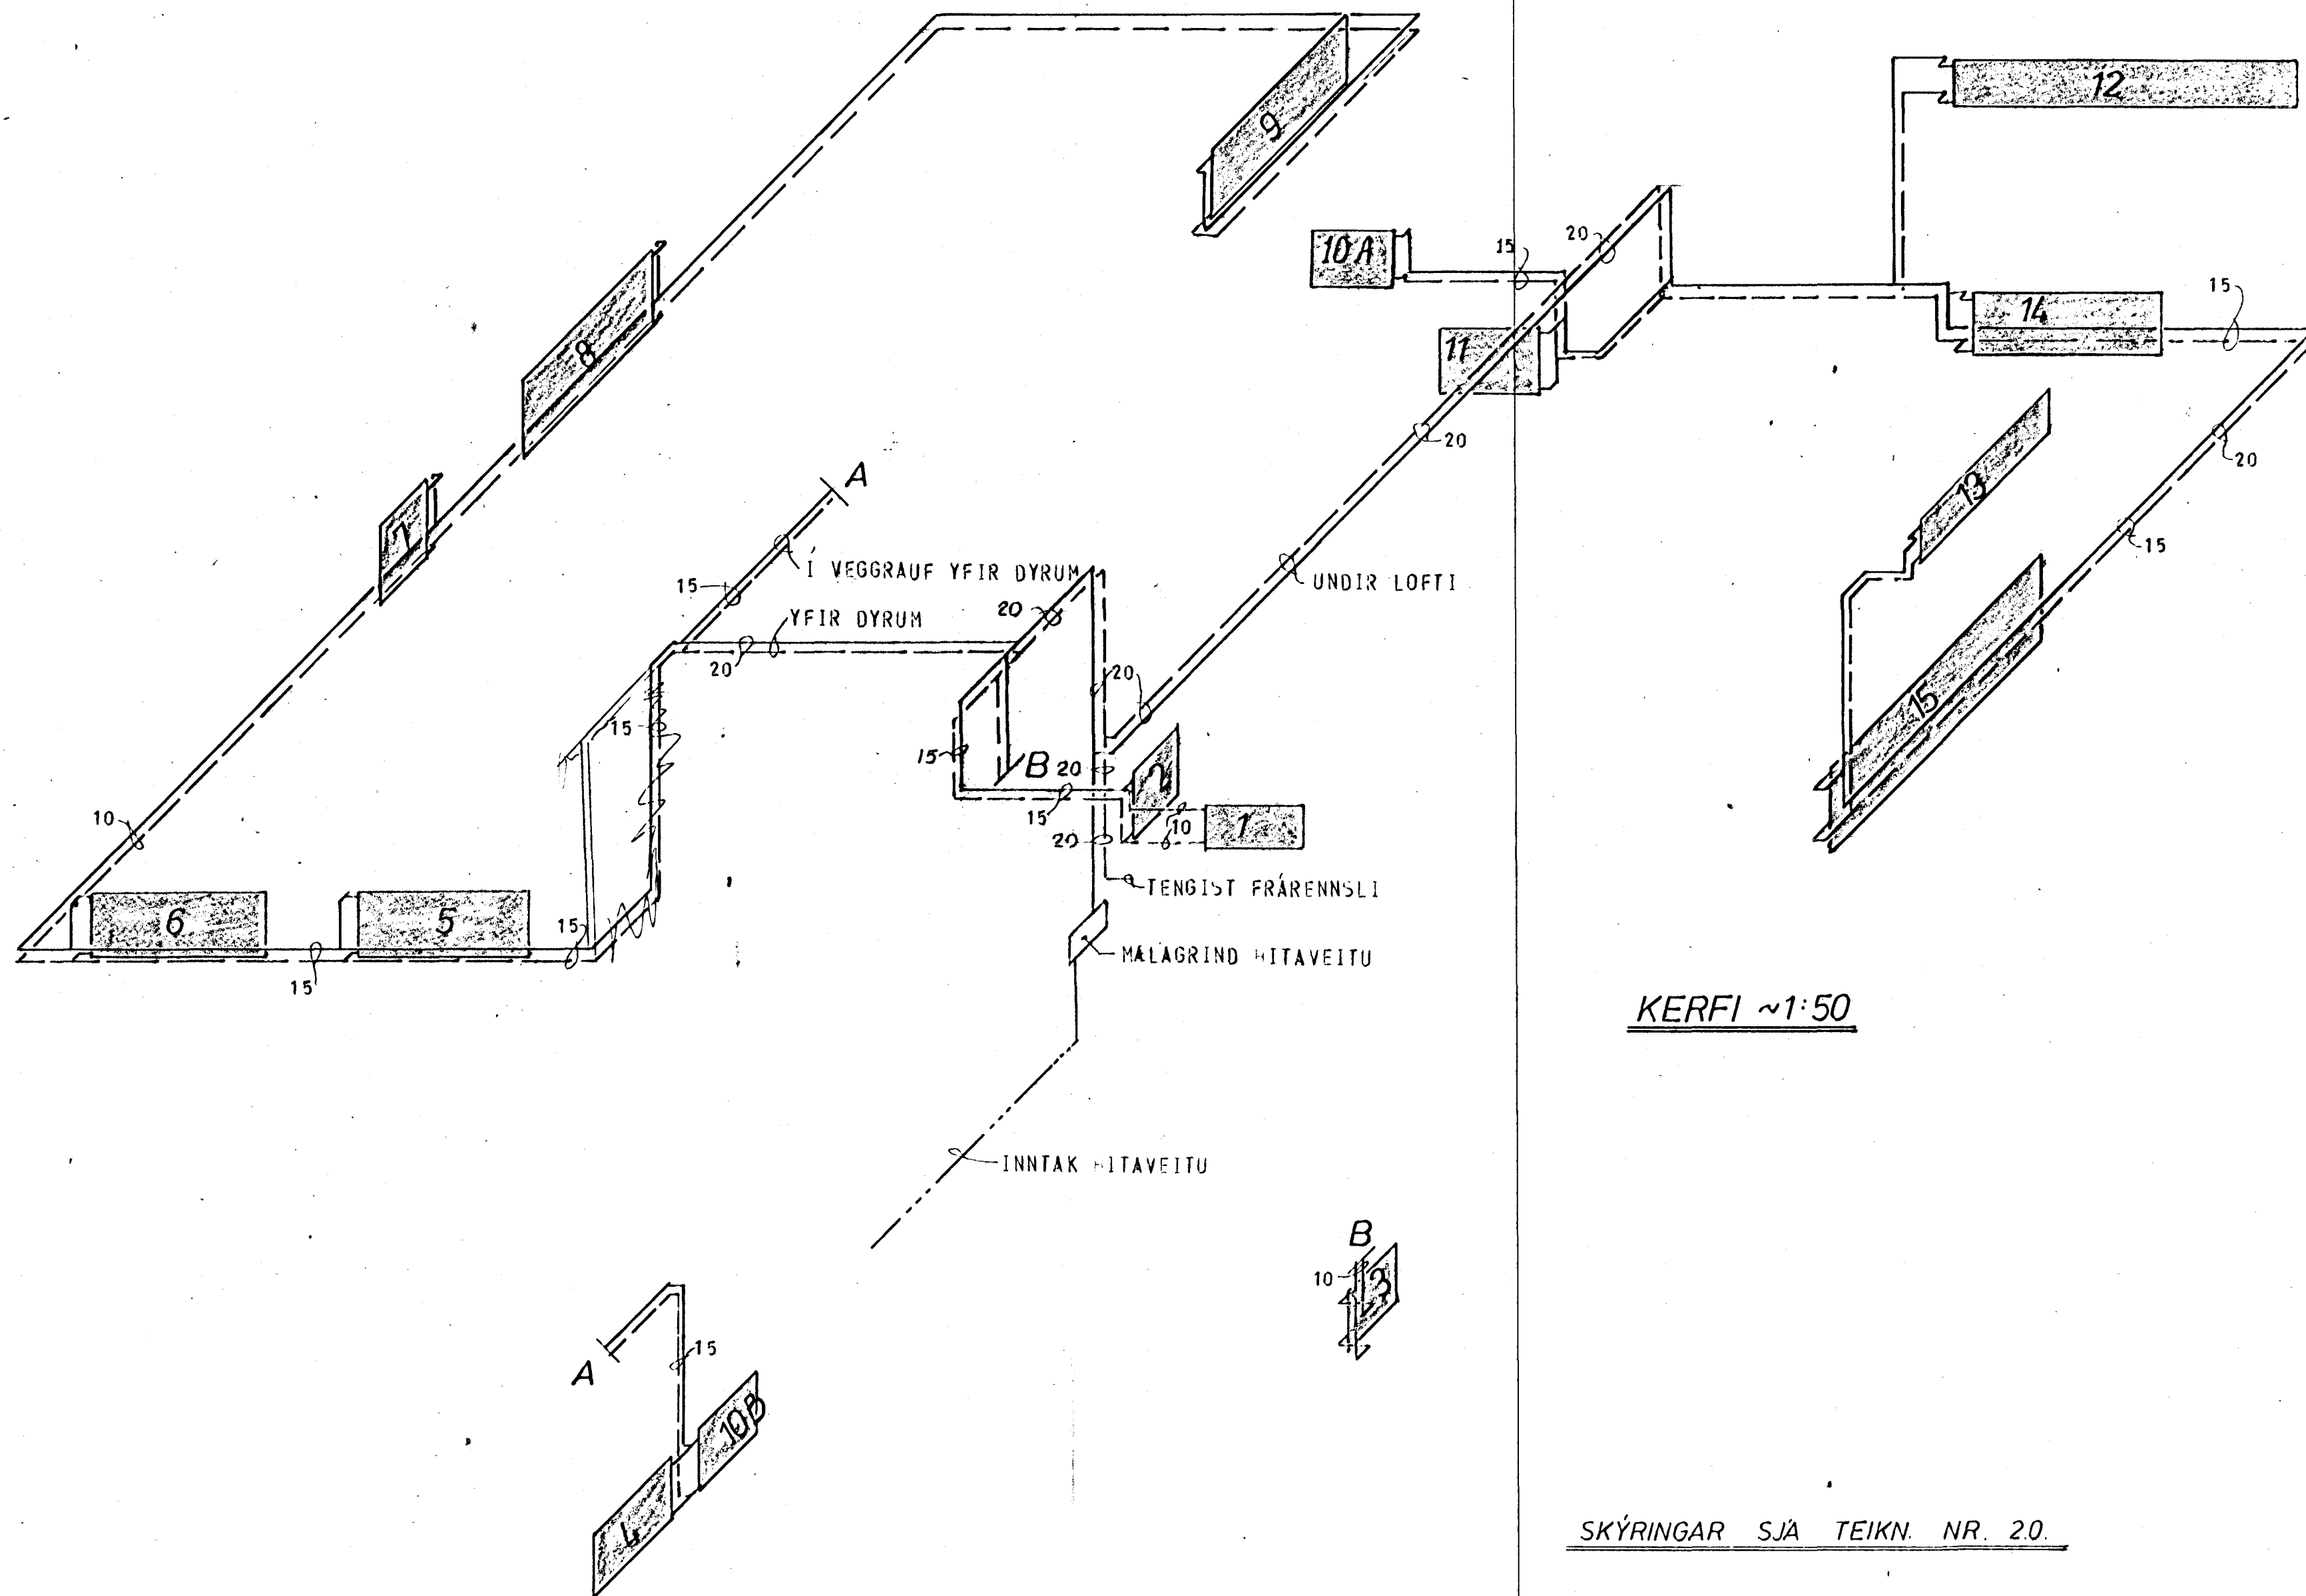 12
9
10A
15
20
14
15
11
8
20
13
20
A
7
Í VEGGRAUF YFIR DYRUM
15
15
UNDIR LOFTI
20
YFIR DYRUM
20
20
15
15
15
B
20
2
10
15
10
1
20
TENGIST FRÁRENNSLI
6
5
15
MÆLAGRIND HITAVEITU
15
KERFI ~1:50
INNTAK HITAVEITU
B
10
3
15
A
10B
4
SKÝRINGAR SJÁ TEIKN. NR. 2.0.